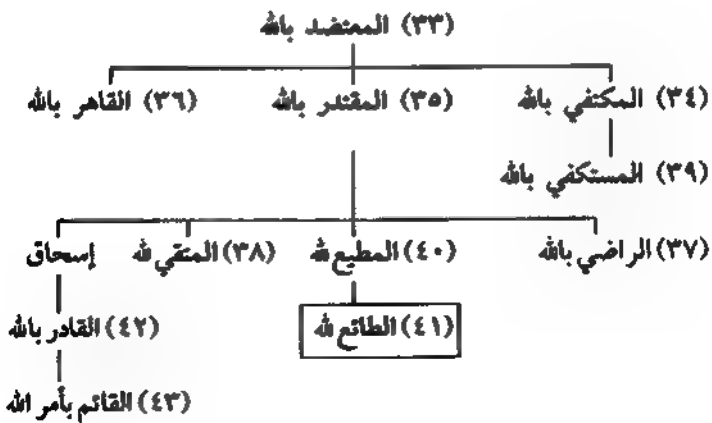 (٣٣) المعتضد بالله
(٣٤) المكتفي بالله (٣٥) المقتدر بالله (٣٦) القاهر بالله
(٣٩) المستكفي بالله
(٣٧) الراضي بالله (٤٠) المطيع لله (٣٨) المتقي لله إسحاق
(٤١) الطائع لله (٤٢) القادر بالله
(٤٣) القائم بأمر الله